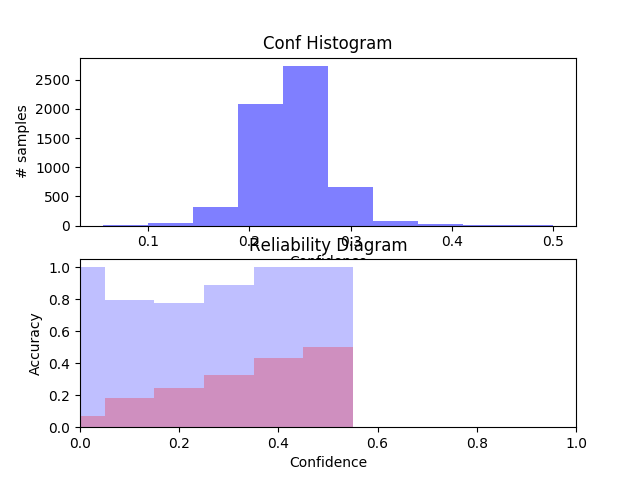 Conf Histogram
2500
2000
1500
1000
500
0
# samples
0.1 0.2 0.3 0.4 0.5
Confidence
Reliability Diagram
1.0
0.8
0.6
0.4
0.2
0.0
Accuracy
0.0 0.2 0.4 0.6 0.8 1.0
Confidence